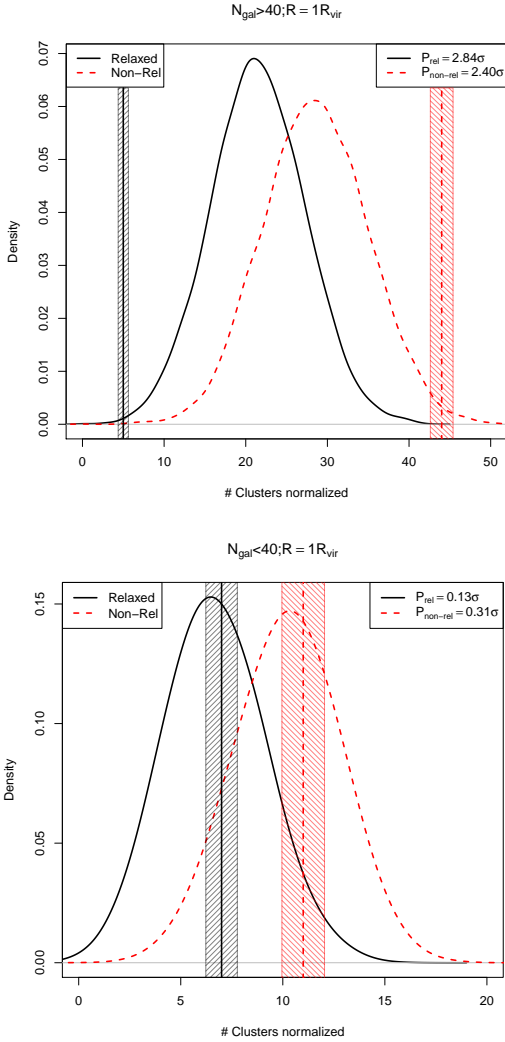 N_gal>40;R = 1R_vir
Relaxed
Non−Rel
P_rel = 2.84σ
P_non−rel = 2.40σ
Density
0.07
0.06
0.05
0.04
0.03
0.02
0.01
0.00
0 10 20 30 40 50
# Clusters normalized
N_gal<40;R = 1R_vir
Relaxed
Non−Rel
P_rel = 0.13σ
P_non−rel = 0.31σ
Density
0.15
0.10
0.05
0.00
0 5 10 15 20
# Clusters normalized